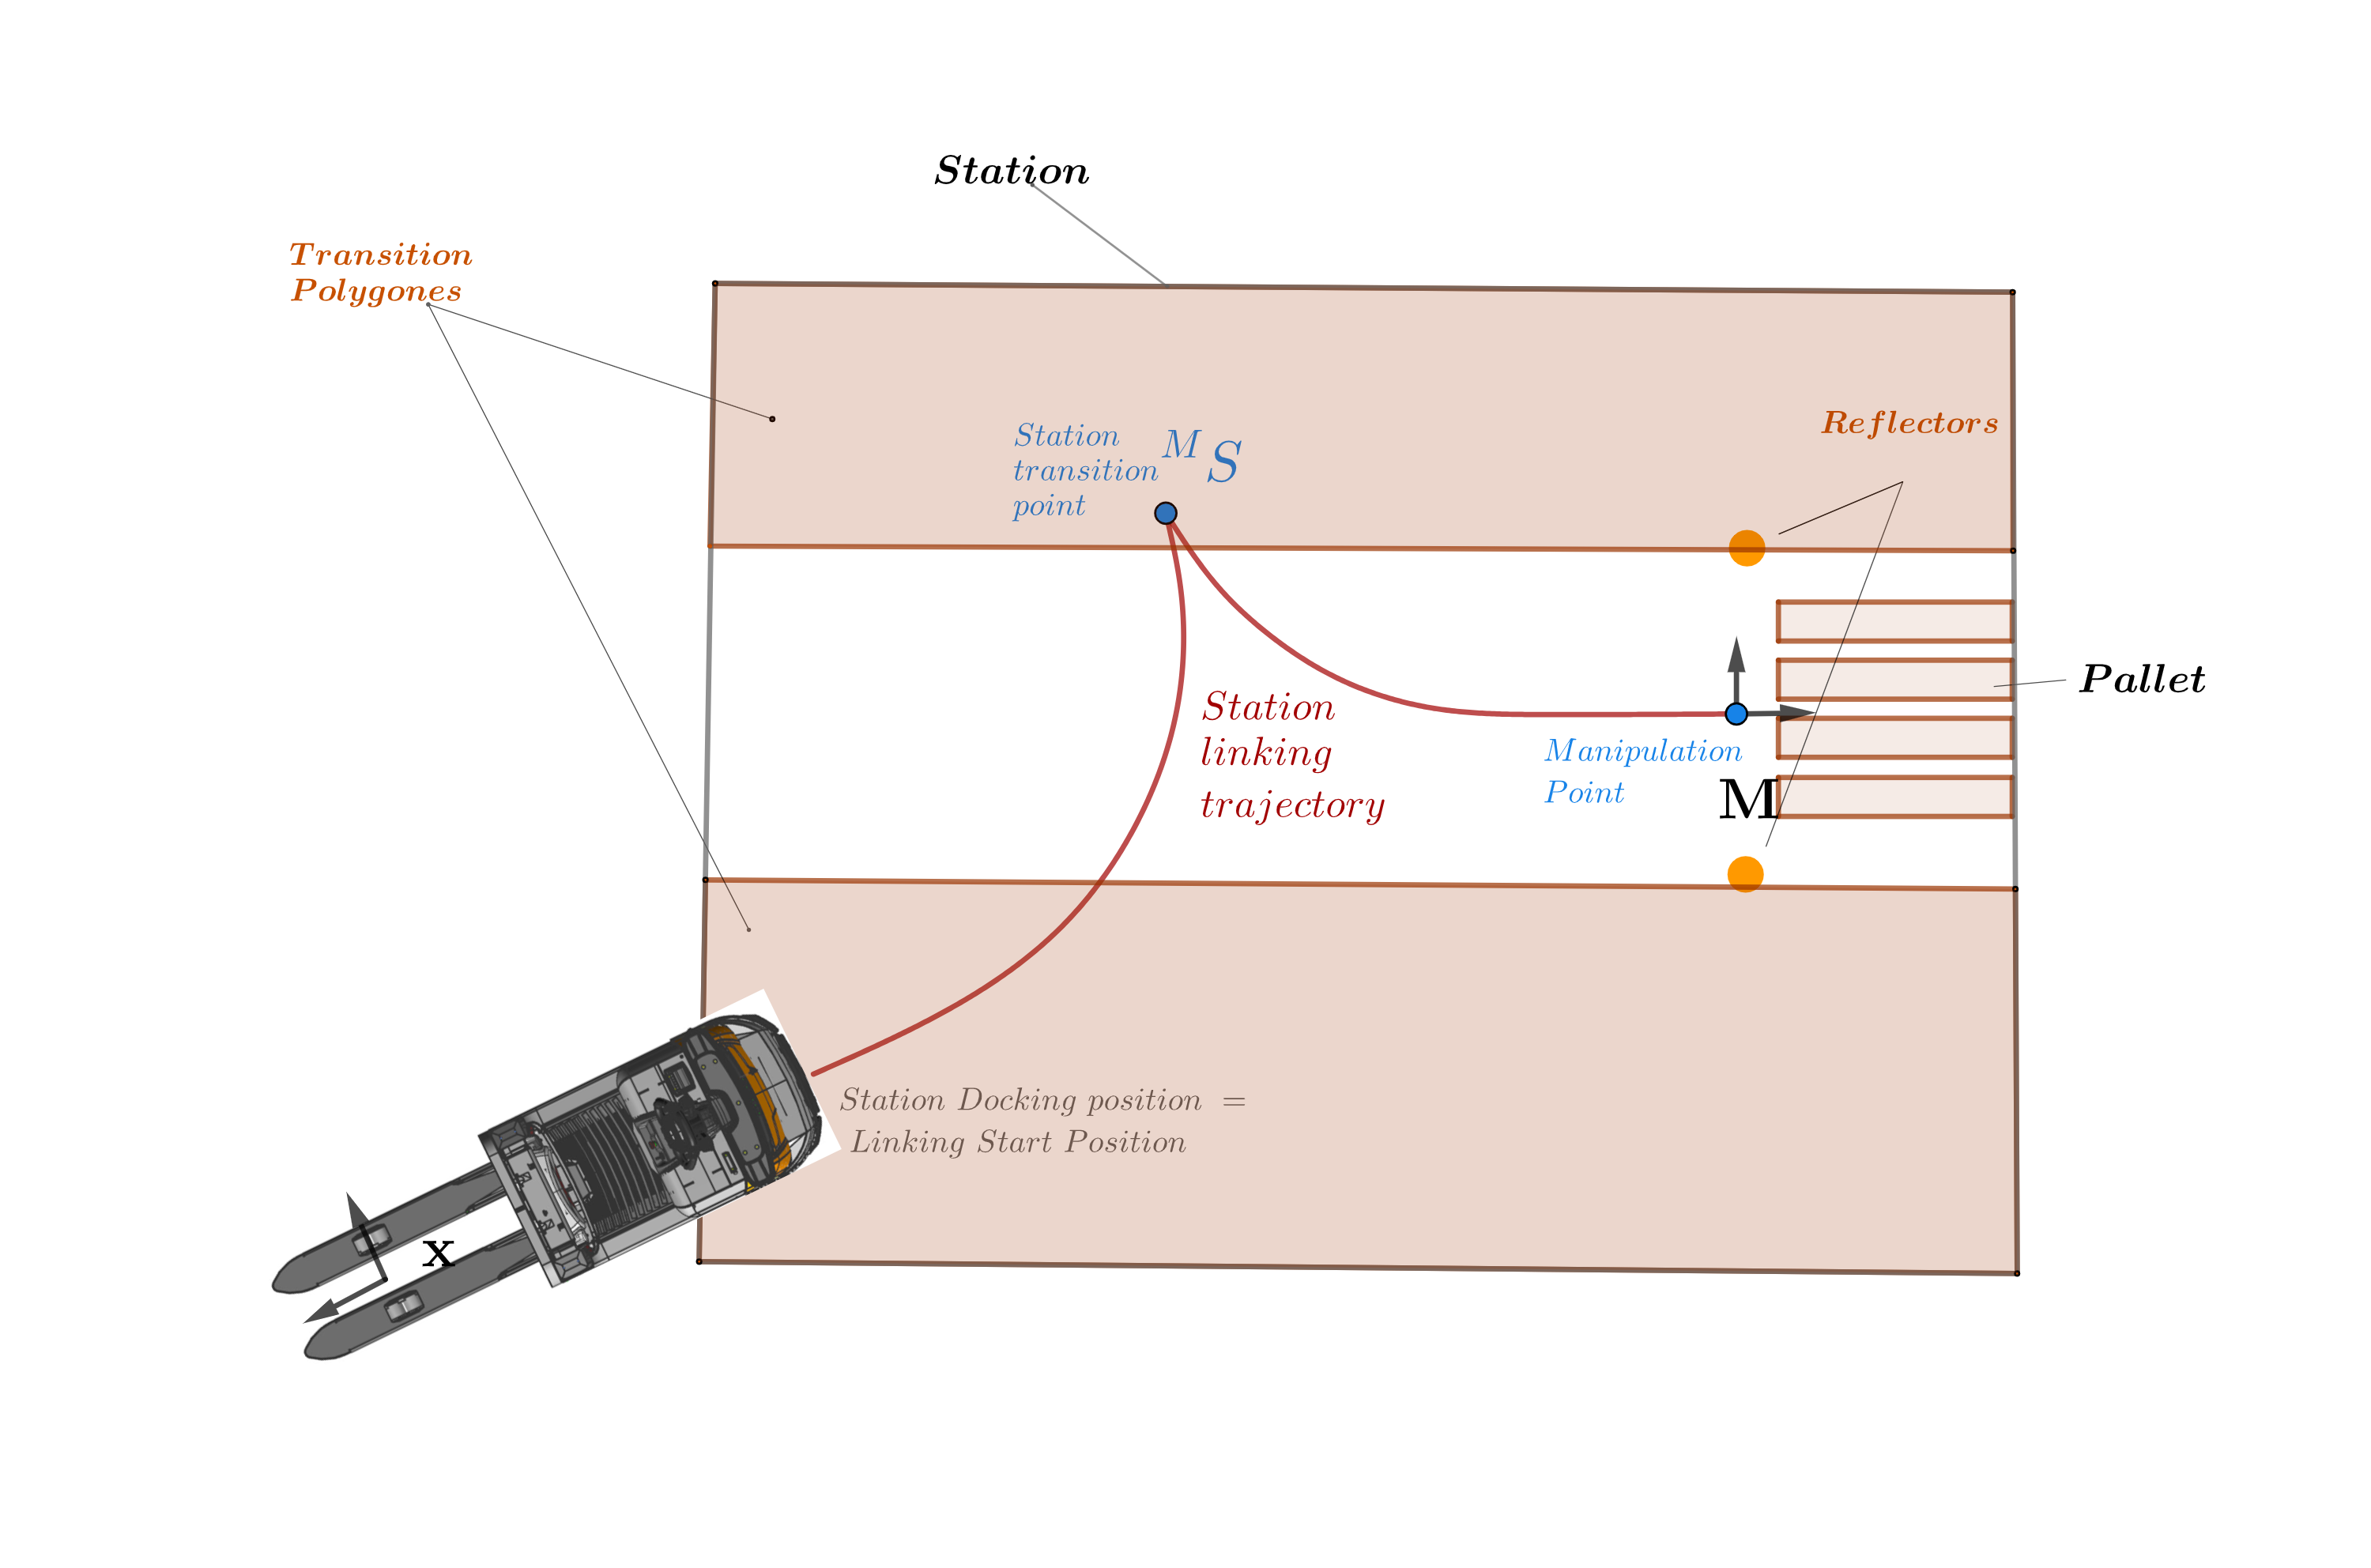 Station
Transition
Polygones
Reflectors
Station
transition
point
M S
Pallet
Station
linking
trajectory
Manipulation
Point
M
Station Docking position =
Linking Start Position
x